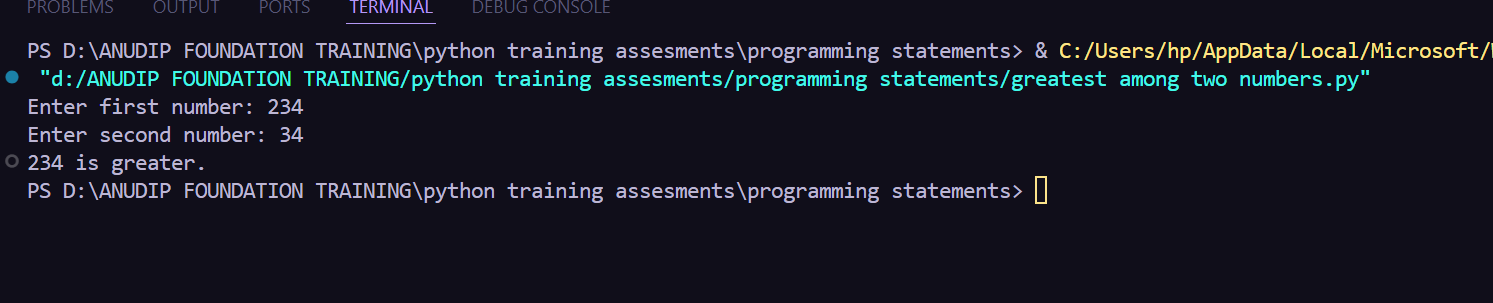 PROBLEMS OUTPUT PORTS TERMINAL DEBUG CONSOLE
PS D:\ANUDIP FOUNDATION TRAINING\python training assesments\programming statements> & C:/Users/hp/AppData/Local/Microsoft/
"d:/ANUDIP FOUNDATION TRAINING/python training assesments/programming statements/greatest among two numbers.py"
Enter first number: 234
Enter second number: 34
234 is greater.
PS D:\ANUDIP FOUNDATION TRAINING\python training assesments\programming statements>